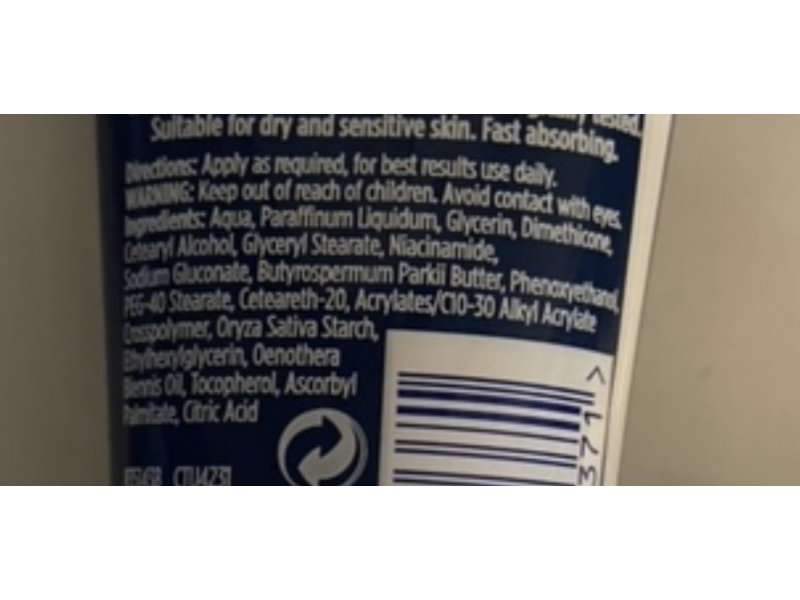 tested.
Suitable for dry and sensitive skin. Fast absorbing.
Directions: Apply as required, for best results use daily.
WARNING: Keep out of reach of children. Avoid contact with eyes.
Ingredients: Aqua, Paraffinum Liquidum, Glycerin, Dimethicone,
Cetearyl Alcohol, Glyceryl Stearate, Niacinamide,
Sodium Gluconate, Butyrospermum Parkii Butter, Phenoxyethanol,
PEG-40 Stearate, Ceteareth-20, Acrylates/C10-30 Alkyl Acrylate
Crosspolymer, Oryza Sativa Starch,
Ethylhexylglycerin, Oenothera
Biennis Oil, Tocopherol, Ascorbyl
Palmitate, Citric Acid
371 >